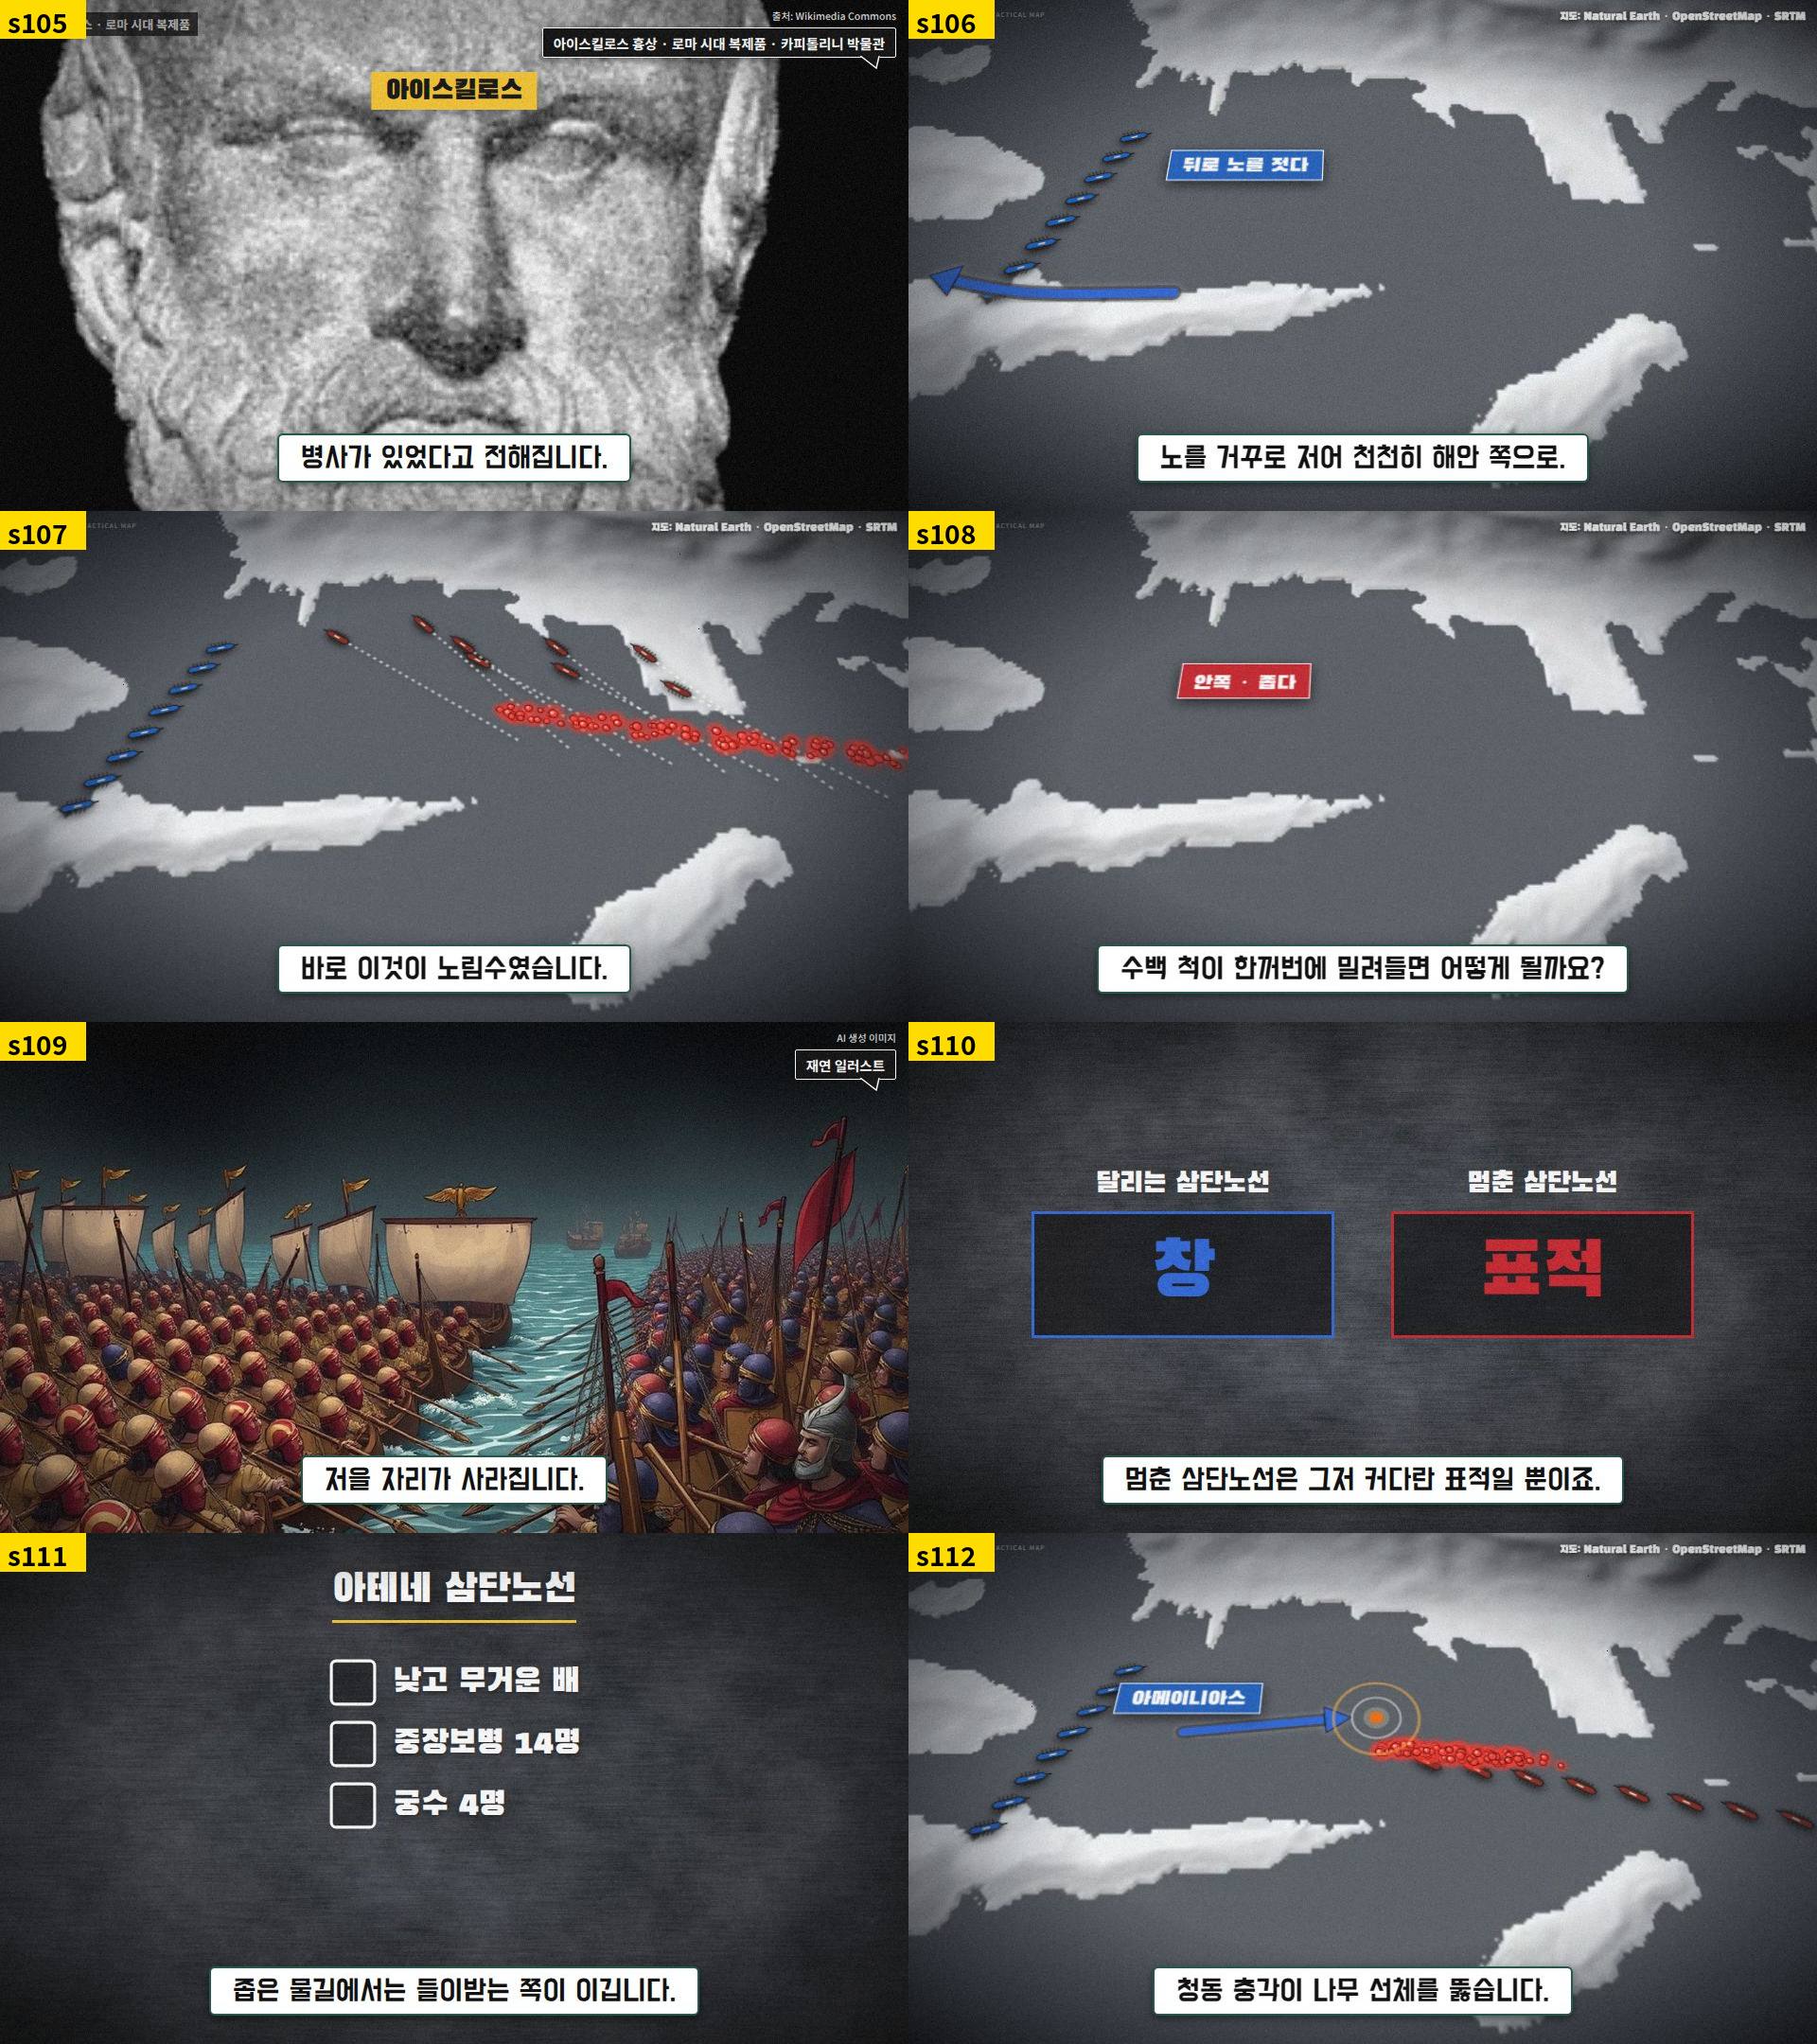 s105
스 · 로마 시대 복제품
출처: Wikimedia Commons
아이스킬로스 흉상 · 로마 시대 복제품 · 카피톨리니 박물관
아이스킬로스
병사가 있었다고 전해집니다.
s106
TACTICAL MAP
지도: Natural Earth · OpenStreetMap · SRTM
뒤로 노를 젓다
노를 거꾸로 저어 천천히 해안 쪽으로.
s107
TACTICAL MAP
지도: Natural Earth · OpenStreetMap · SRTM
바로 이것이 노림수였습니다.
s108
TACTICAL MAP
지도: Natural Earth · OpenStreetMap · SRTM
안쪽 · 좁다
수백 척이 한꺼번에 밀려들면 어떻게 될까요?
s109
AI 생성 이미지
재연 일러스트
저을 자리가 사라집니다.
s110
달리는 삼단노선
멈춘 삼단노선
창
표적
멈춘 삼단노선은 그저 커다란 표적일 뿐이죠.
s111
아테네 삼단노선
낮고 무거운 배
중장보병 14명
궁수 4명
좁은 물길에서는 들이받는 쪽이 이깁니다.
s112
TACTICAL MAP
지도: Natural Earth · OpenStreetMap · SRTM
아메이니아스
청동 충각이 나무 선체를 뚫습니다.